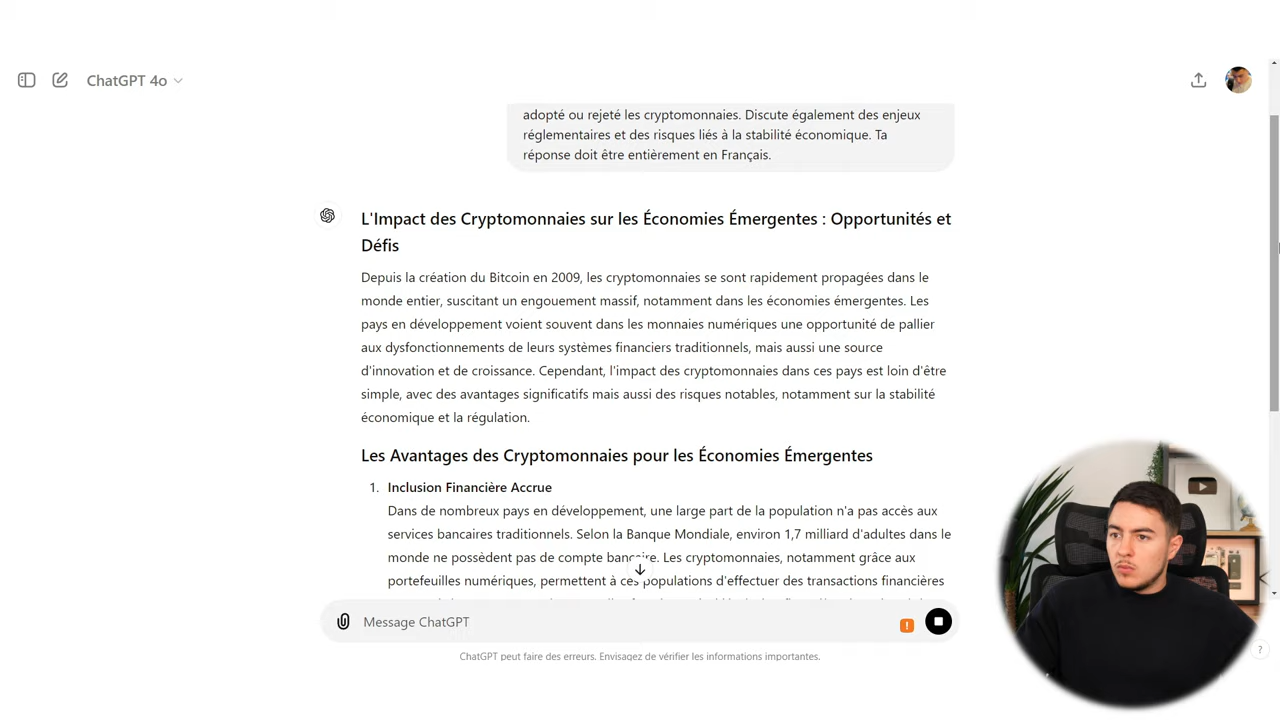 ChatGPT 4o
adopté ou rejeté les cryptomonnaies. Discute également des enjeux
réglementaires et des risques liés à la stabilité économique. Ta
réponse doit être entièrement en Français.
L'Impact des Cryptomonnaies sur les Économies Émergentes : Opportunités et
Défis
Depuis la création du Bitcoin en 2009, les cryptomonnaies se sont rapidement propagées dans le
monde entier, suscitant un engouement massif, notamment dans les économies émergentes. Les
pays en développement voient souvent dans les monnaies numériques une opportunité de pallier
aux dysfonctionnements de leurs systèmes financiers traditionnels, mais aussi une source
d'innovation et de croissance. Cependant, l'impact des cryptomonnaies dans ces pays est loin d'être
simple, avec des avantages significatifs mais aussi des risques notables, notamment sur la stabilité
économique et la régulation.
Les Avantages des Cryptomonnaies pour les Économies Émergentes
1. Inclusion Financière Accrue
Dans de nombreux pays en développement, une large part de la population n'a pas accès aux
services bancaires traditionnels. Selon la Banque Mondiale, environ 1,7 milliard d'adultes dans le
monde ne possèdent pas de compte bancaire. Les cryptomonnaies, notamment grâce aux
portefeuilles numériques, permettent à ces populations d'effectuer des transactions financières
Message ChatGPT
ChatGPT peut faire des erreurs. Envisagez de vérifier les informations importantes.
?